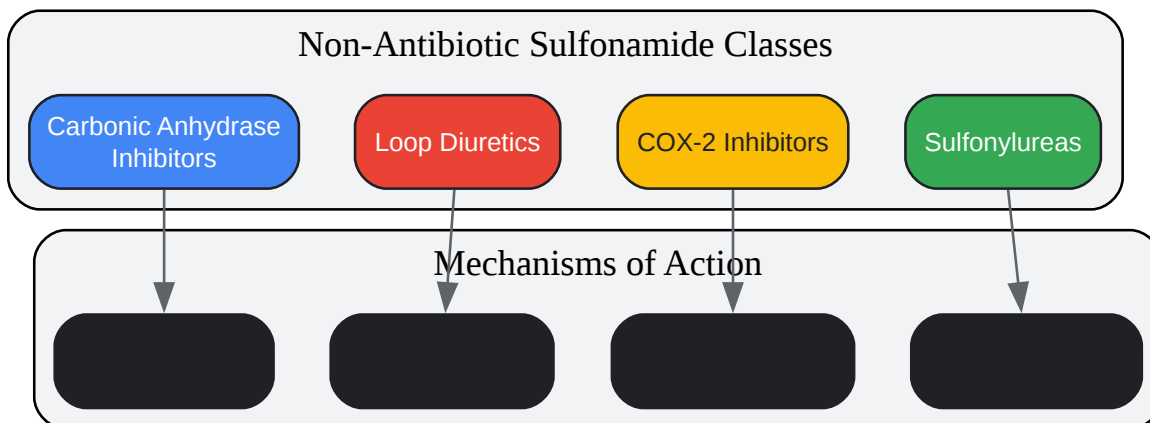 Non-Antibiotic Sulfonamide Classes
Carbonic Anhydrase
Inhibitors
Loop Diuretics
COX-2 Inhibitors
Sulfonylureas
Mechanisms of Action